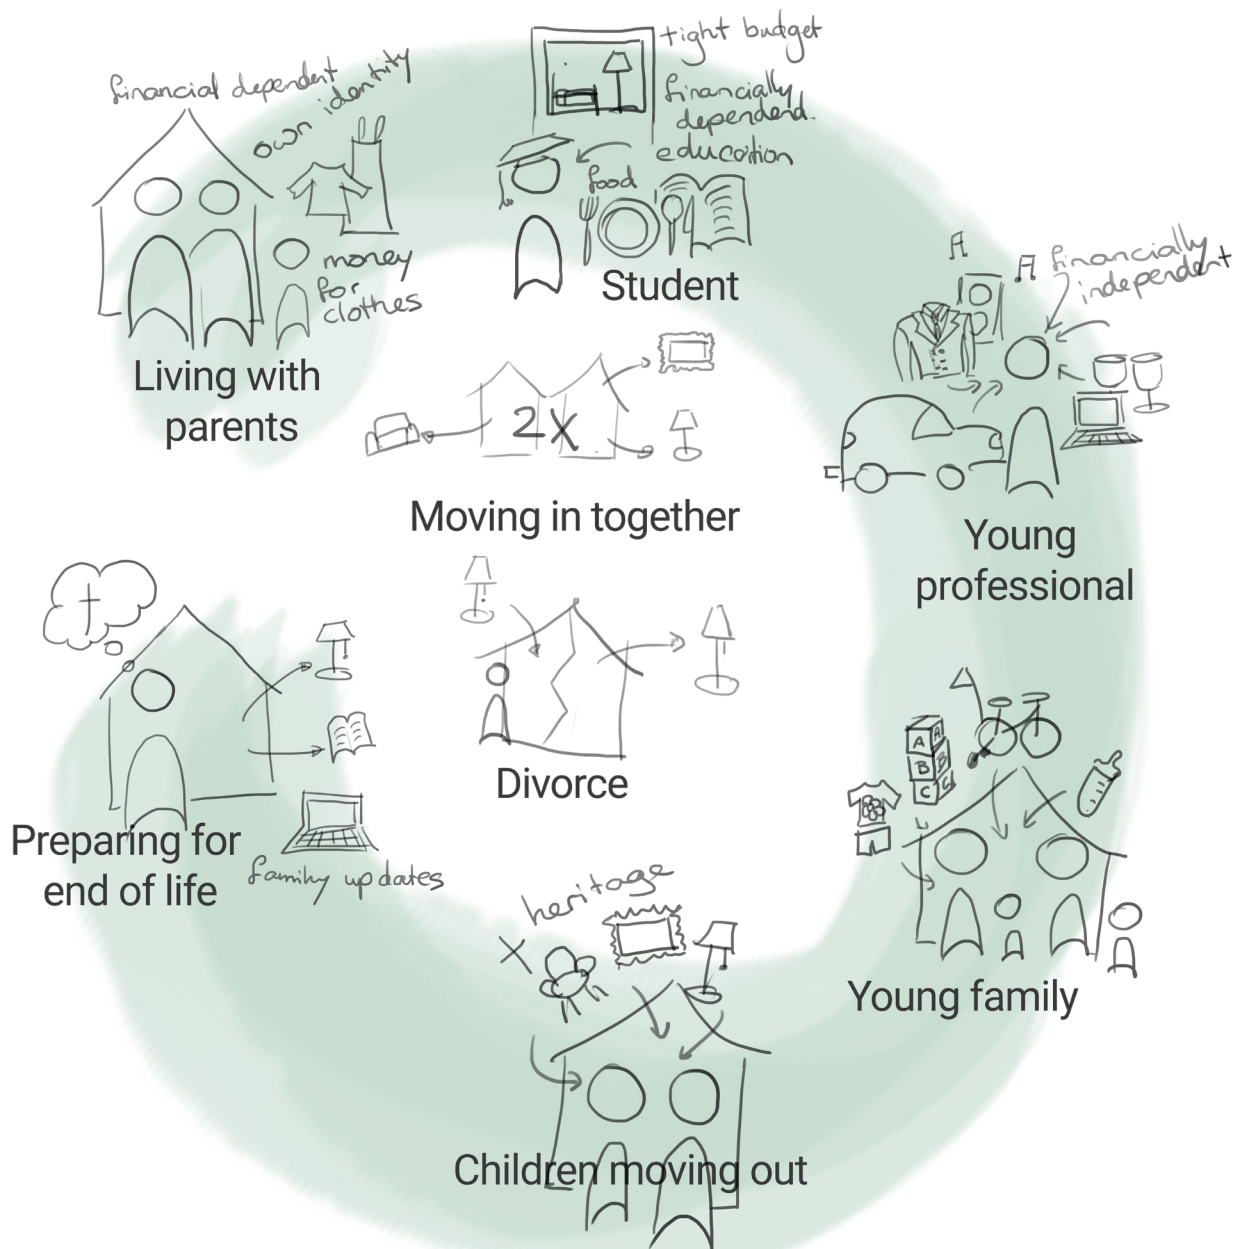 financial dependent
own identity
money
for
clothes
Living with
parents
tight budget
financially
dependend.
education
food
Student
financially
independent
Young
professional
2x
Moving in together
Divorce
A A
B B
C C
Young family
heritage
X
Children moving out
Preparing for
end of life
family updates